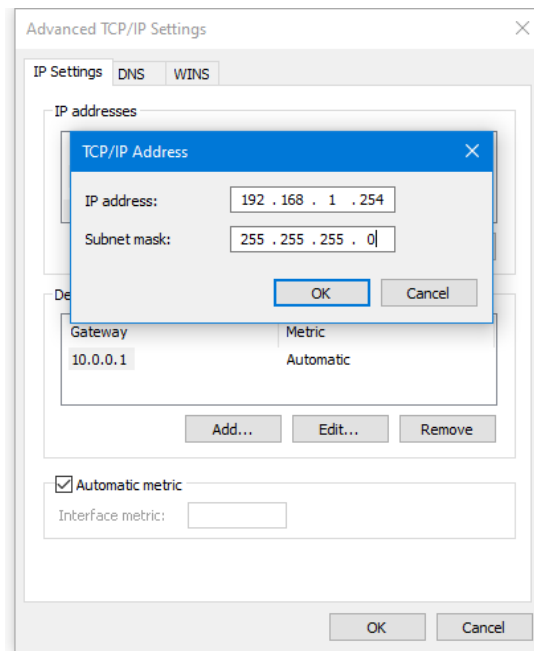 Advanced TCP/IP Settings
IP Settings DNS WINS
IP addresses
TCP/IP Address
IP address: 192 . 168 . 1 . 254
Subnet mask: 255 . 255 . 255 . 0
OK Cancel
De
Gateway Metric
10.0.0.1 Automatic
Add... Edit... Remove
Automatic metric
Interface metric:
OK Cancel